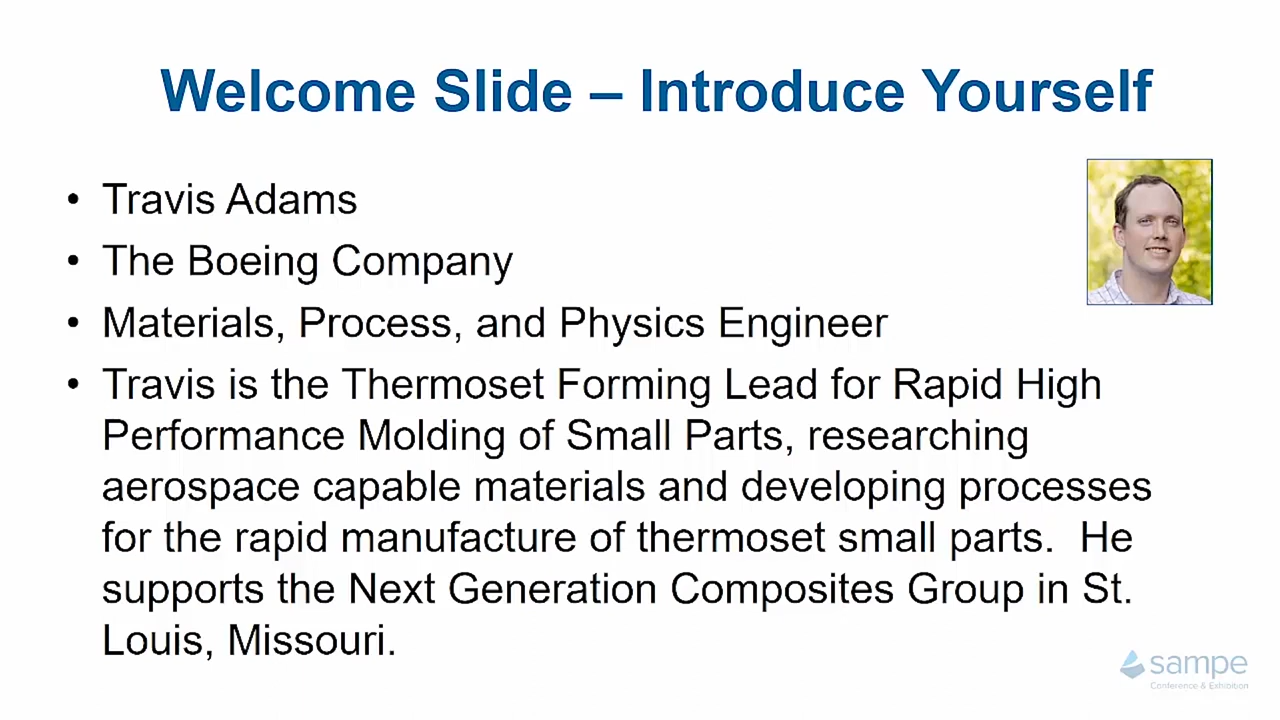 Welcome Slide – Introduce Yourself
• Travis Adams
• The Boeing Company
• Materials, Process, and Physics Engineer
• Travis is the Thermoset Forming Lead for Rapid High
Performance Molding of Small Parts, researching
aerospace capable materials and developing processes
for the rapid manufacture of thermoset small parts.  He
supports the Next Generation Composites Group in St.
Louis, Missouri.
sampe
Conference & Exhibition